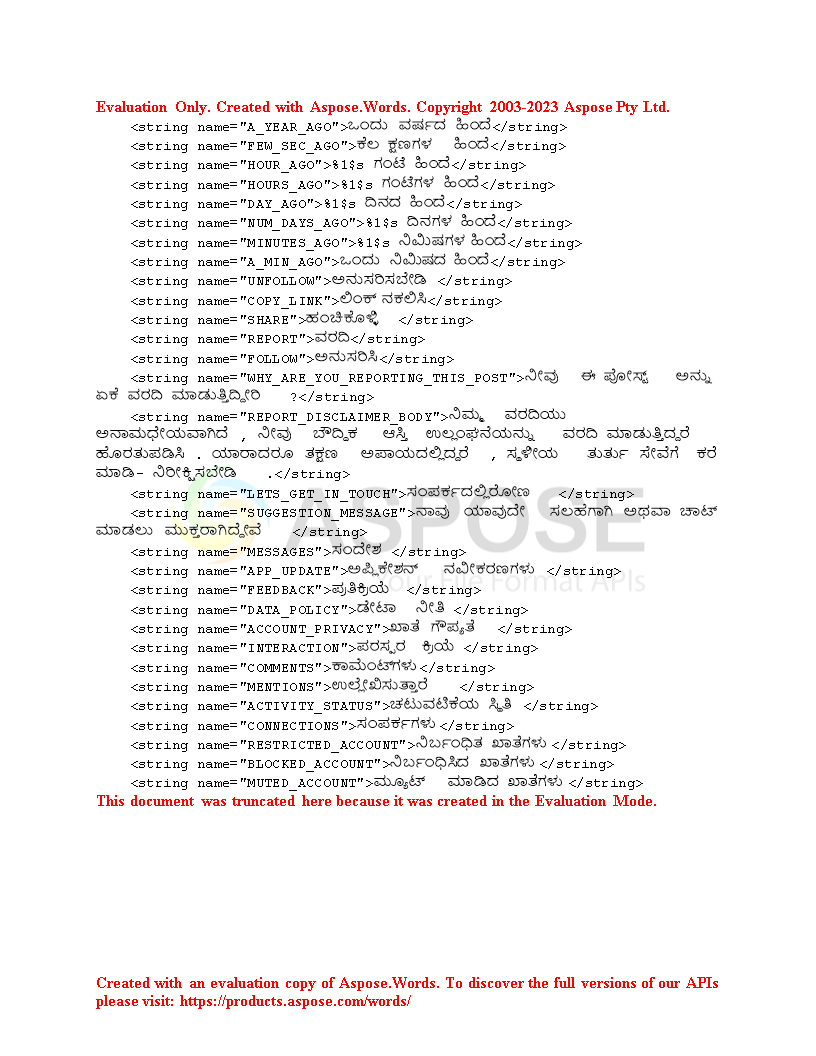 Evaluation Only. Created with Aspose.Words. Copyright 2003-2023 Aspose Pty Ltd.
<string name="A_YEAR_AGO">ಒಂದು ವರ್ಷದ ಹಿಂದೆ</string>
<string name="FEW_SEC_AGO">ಕೆಲ ಕ್ಷಣಗಳ ಹಿಂದೆ</string>
<string name="HOUR_AGO">%1$s ಗಂಟೆ ಹಿಂದೆ</string>
<string name="HOURS_AGO">%1$s ಗಂಟೆಗಳ ಹಿಂದೆ</string>
<string name="DAY_AGO">%1$s ದಿನದ ಹಿಂದೆ</string>
<string name="NUM_DAYS_AGO">%1$s ದಿನಗಳ ಹಿಂದೆ</string>
<string name="MINUTES_AGO">%1$s ನಿಮಿಷಗಳ ಹಿಂದೆ</string>
<string name="A_MIN_AGO">ಒಂದು ನಿಮಿಷದ ಹಿಂದೆ</string>
<string name="UNFOLLOW">ಅನುಸರಿಸಬೇಡಿ </string>
<string name="COPY_LINK">ಲಿಂಕ್ ನಕಲಿಸಿ</string>
<string name="SHARE">ಹಂಚಿಕೊಳ್ಳಿ </string>
<string name="REPORT">ವರದಿ</string>
<string name="FOLLOW">ಅನುಸರಿಸಿ</string>
<string name="WHY_ARE_YOU_REPORTING_THIS_POST">ನೀವು ಈ ಪೋಸ್ಟ್ ಅನ್ನು
ಏಕೆ ವರದಿ ಮಾಡುತ್ತಿದ್ದೀರಿ ?</string>
<string name="REPORT_DISCLAIMER_BODY">ನಿಮ್ಮ ವರದಿಯು
ಅನಾಮಧೇಯವಾಗಿದೆ , ನೀವು ಬೌದ್ಧಿಕ ಆಸ್ತಿ ಉಲ್ಲಂಘನೆಯನ್ನು ವರದಿ ಮಾಡುತ್ತಿದ್ದರೆ
ಹೊರತುಪಡಿಸಿ . ಯಾರಾದರೂ ತಕ್ಷಣ ಅಪಾಯದಲ್ಲಿದ್ದರೆ , ಸ್ಥಳೀಯ ತುರ್ತು ಸೇವೆಗೆ ಕರೆ
ಮಾಡಿ- ನಿರೀಕ್ಷಿಸಬೇಡಿ .</string>
<string name="LETS_GET_IN_TOUCH">ಸಂಪರ್ಕದಲ್ಲಿರೋಣ </string>
<string name="SUGGESTION_MESSAGE">ನಾವು ಯಾವುದೇ ಸಲಹೆಗಾಗಿ ಅಥವಾ ಚಾಟ್
ಮಾಡಲು ಮುಕ್ತರಾಗಿದ್ದೇವೆ </string>
<string name="MESSAGES">ಸಂದೇಶ </string>
<string name="APP_UPDATE">ಅಪ್ಲಿಕೇಶನ್ ನವೀಕರಣಗಳು </string>
<string name="FEEDBACK">ಪ್ರತಿಕ್ರಿಯೆ </string>
<string name="DATA_POLICY">ಡೇಟಾ ನೀತಿ </string>
<string name="ACCOUNT_PRIVACY">ಖಾತೆ ಗೌಪ್ಯತೆ </string>
<string name="INTERACTION">ಪರಸ್ಪರ ಕ್ರಿಯೆ </string>
<string name="COMMENTS">ಕಾಮೆಂಟ್‌ಗಳು </string>
<string name="MENTIONS">ಉಲ್ಲೇಖಿಸುತ್ತಾರೆ </string>
<string name="ACTIVITY_STATUS">ಚಟುವಟಿಕೆಯ ಸ್ಥಿತಿ </string>
<string name="CONNECTIONS">ಸಂಪರ್ಕಗಳು </string>
<string name="RESTRICTED_ACCOUNT">ನಿರ್ಬಂಧಿತ ಖಾತೆಗಳು </string>
<string name="BLOCKED_ACCOUNT">ನಿರ್ಬಂಧಿಸಿದ ಖಾತೆಗಳು </string>
<string name="MUTED_ACCOUNT">ಮ್ಯೂಟ್ ಮಾಡಿದ ಖಾತೆಗಳು </string>
This document was truncated here because it was created in the Evaluation Mode.
ASPOSE
Your File Format APIs
Created with an evaluation copy of Aspose.Words. To discover the full versions of our APIs
please visit: https://products.aspose.com/words/